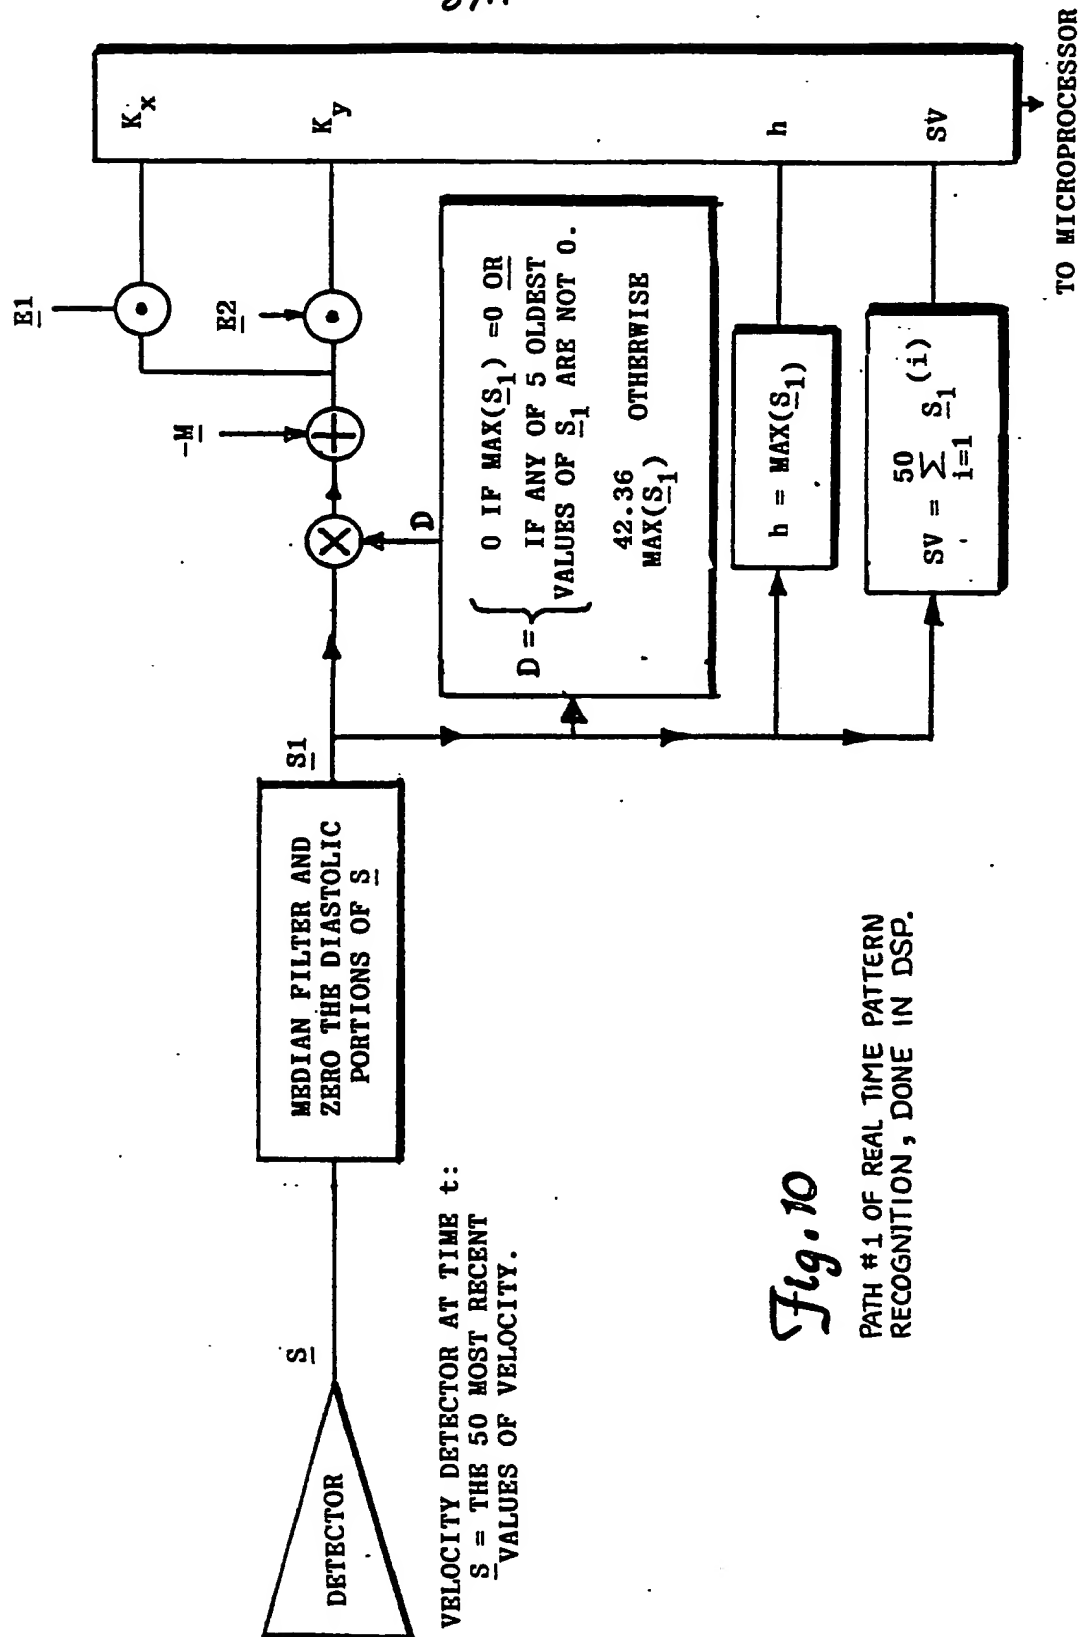 DETECTOR
VELOCITY DETECTOR AT TIME t:
S = THE 50 MOST RECENT
VALUES OF VELOCITY.
S
MEDIAN FILTER AND
ZERO THE DIASTOLIC
PORTIONS OF S
S1
-M
D
E1
E2
D =
0 IF MAX(S1) =0 OR
IF ANY OF 5 OLDEST
VALUES OF S1 ARE NOT 0.
42.36
MAX(S1)
OTHERWISE
h = MAX(S1)
50
SV = Σ S1 (i)
i=1
Kx
Ky
h
SV
TO MICROPROCESSOR
Fig. 10
PATH #1 OF REAL TIME PATTERN
RECOGNITION, DONE IN DSP.